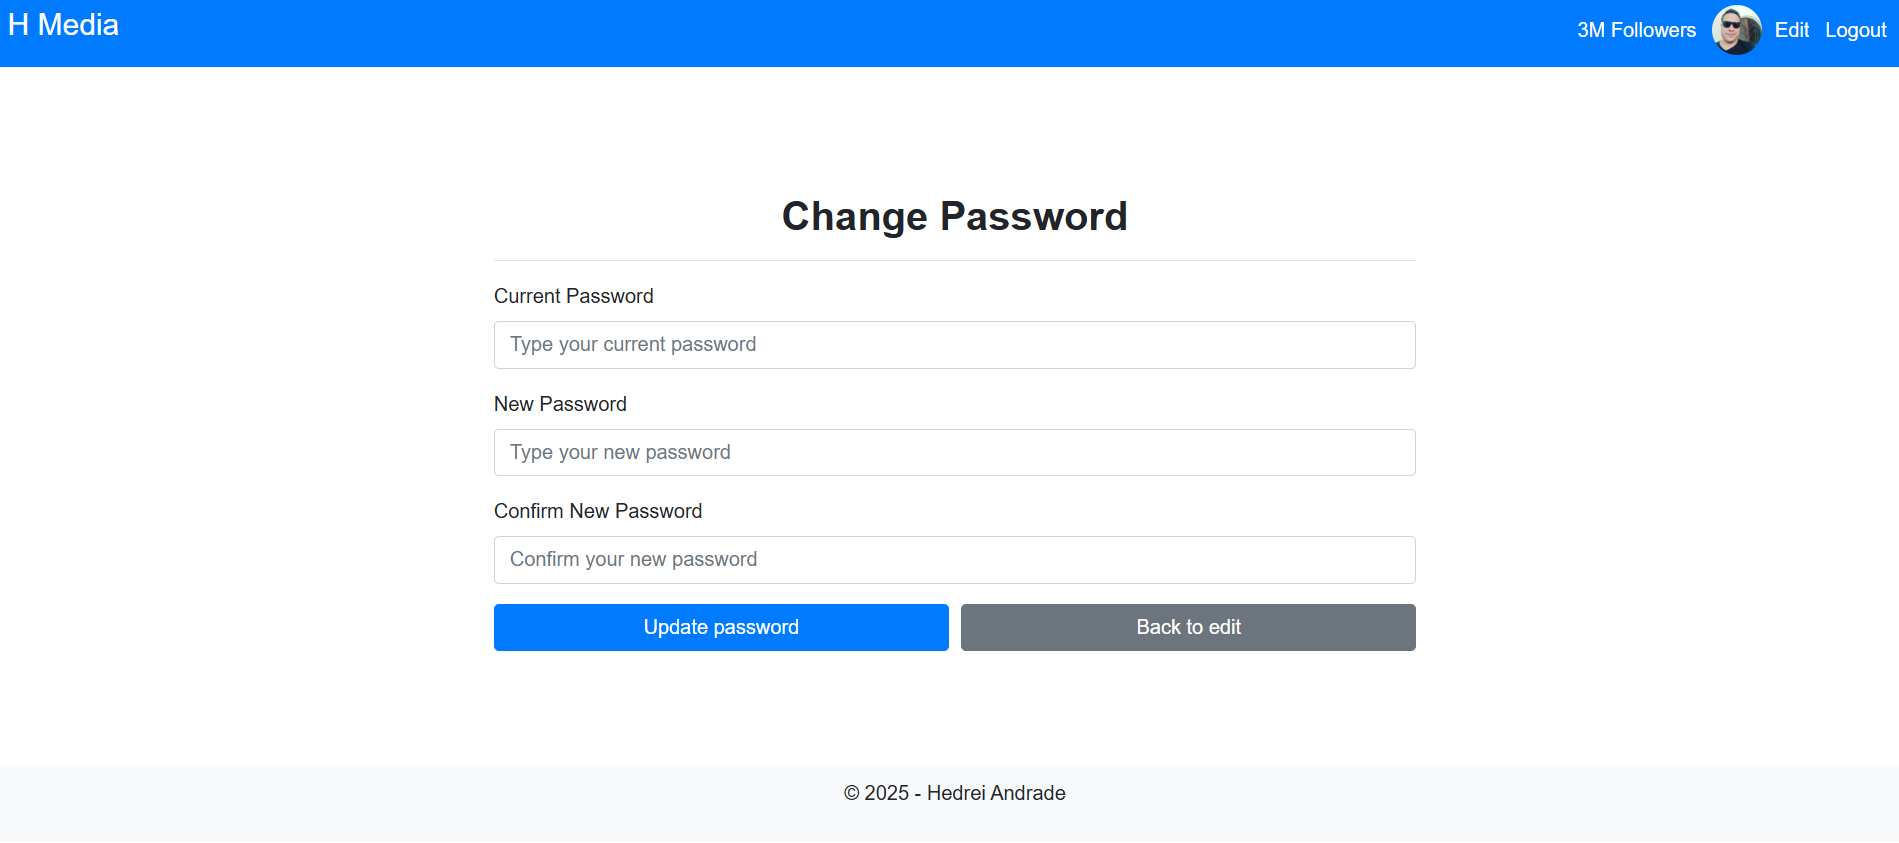 H Media
3M Followers Edit Logout
Change Password
Current Password
Type your current password
New Password
Type your new password
Confirm New Password
Confirm your new password
Update password Back to edit
© 2025 - Hedrei Andrade